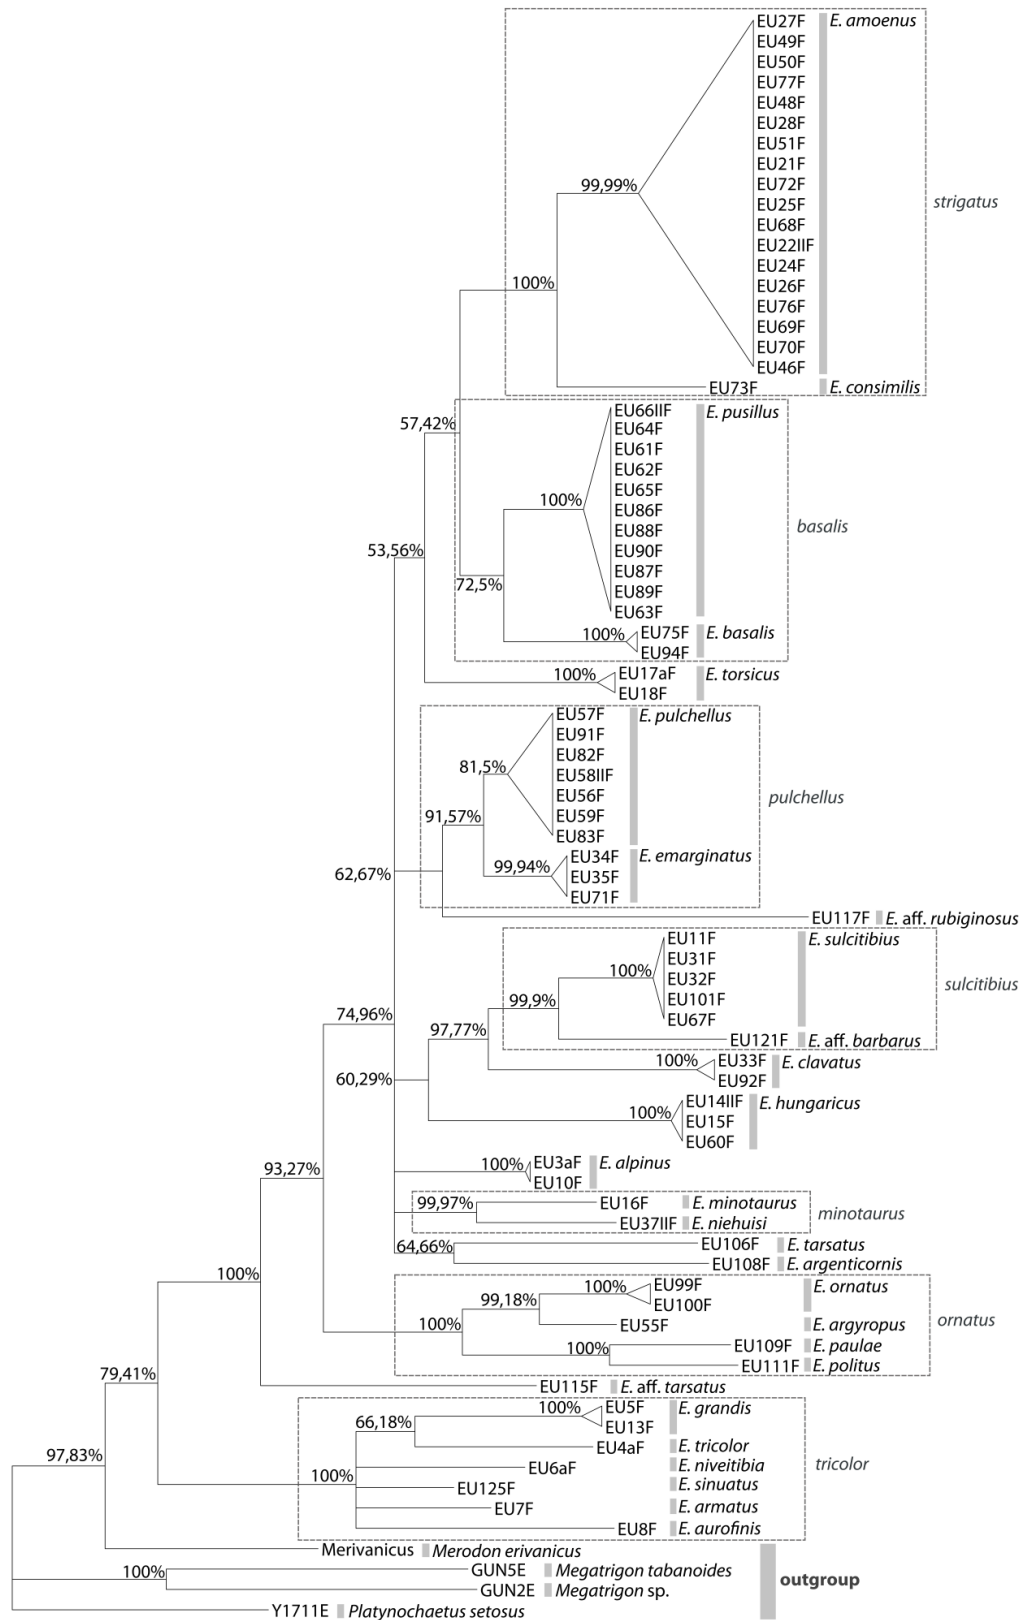 EU27F E. amoenus
EU49F
EU50F
EU77F
EU48F
EU28F
EU51F
EU21F
99,99% EU72F
strigatus
EU25F
EU68F
EU22IIF
EU24F
100% EU26F
EU76F
EU69F
EU70F
EU46F
EU73F E. consimilis
57,42% EU66IIF E. pusillus
EU64F
EU61F
EU62F
EU65F
100% EU86F
basalis
EU88F
53,56% EU90F
EU87F
72,5% EU89F
EU63F
100% EU75F E. basalis
EU94F
100% EU17aF E. torsicus
EU18F
EU57F E. pulchellus
EU91F
EU82F
81,5% EU58IIF
pulchellus
EU56F
91,57% EU59F
EU83F
EU34F E. emarginatus
62,67% 99,94% EU35F
EU71F
EU117F E. aff. rubiginosus
EU11F E. sulcitibius
EU31F
100% EU32F
sulcitibius
99,9% EU101F
74,96% EU67F
97,77% EU121F E. aff. barbarus
100% EU33F E. clavatus
60,29% EU92F
EU14IIF E. hungaricus
100% EU15F
EU60F
93,27% 100% EU3aF E. alpinus
EU10F
99,97% EU16F E. minotaurus
minotaurus
EU37IIF E. niehuisi
64,66% EU106F E. tarsatus
EU108F E. argenticornis
100% 100% EU99F E. ornatus
99,18% EU100F
ornatus
100% EU55F E. argyropus
100% EU109F E. paulae
EU111F E. politus
79,41% EU115F E. aff. tarsatus
100% EU5F E. grandis
66,18% EU13F
EU4aF E. tricolor
97,83% EU6aF E. niveitibia
tricolor
100% EU125F E. sinuatus
EU7F E. armatus
EU8F E. aurofinis
Merivanicus Merodon erivanicus
100% GUN5E Megatrigon tabanoides
outgroup
GUN2E Megatrigon sp.
Y1711E Platynochaetus setosus